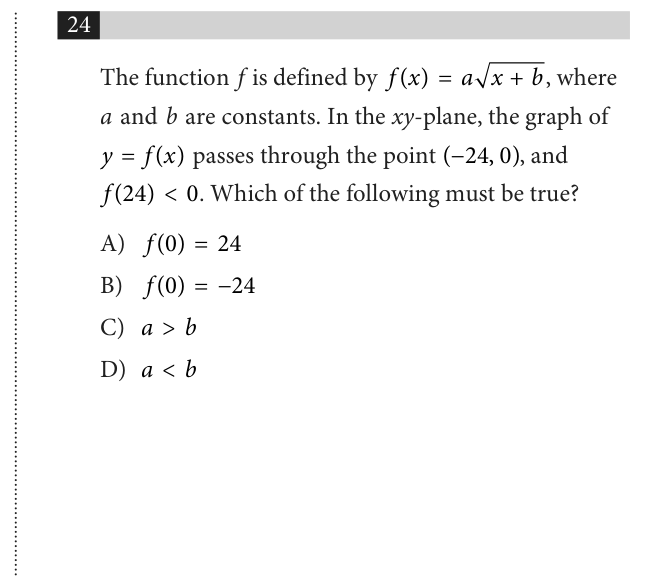 24
The function f is defined by f(x) = a√(x + b), where
a and b are constants. In the xy-plane, the graph of
y = f(x) passes through the point (−24, 0), and
f(24) < 0. Which of the following must be true?
A) f(0) = 24
B) f(0) = −24
C) a > b
D) a < b